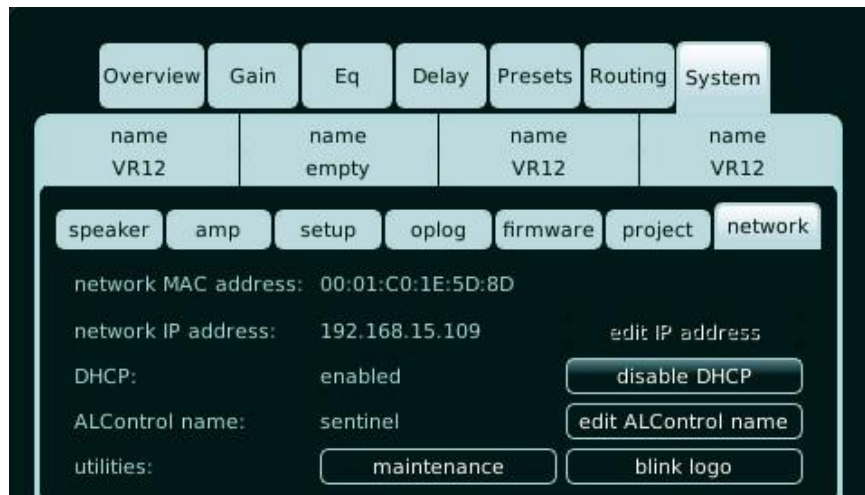 Overview Gain Eq Delay Presets Routing System
name name name name
VR12 empty VR12 VR12
speaker amp setup oplog firmware project network
network MAC address: 00:01:C0:1E:5D:8D
network IP address: 192.168.15.109 edit IP address
DHCP: enabled disable DHCP
ALControl name: sentinel edit ALControl name
utilities: maintenance blink logo